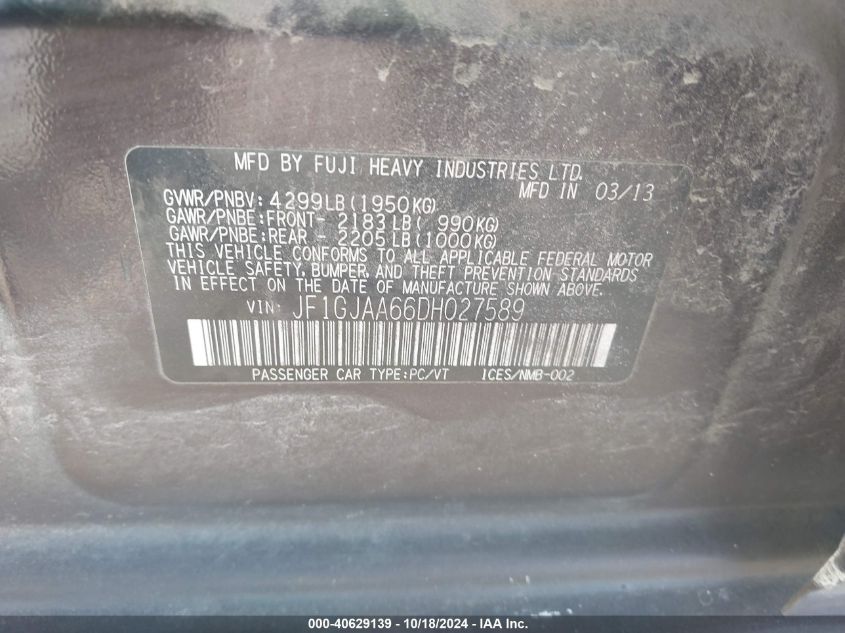 MFD BY FUJI HEAVY INDUSTRIES LTD.
MFD IN 03/13
GVWR/PNBV: 4299LB(1950KG)
GAWR/PNBE:FRONT- 2183LB( 990KG)
GAWR/PNBE:REAR - 2205LB(1000KG)
THIS VEHICLE CONFORMS TO ALL APPLICABLE FEDERAL MOTOR
VEHICLE SAFETY, BUMPER, AND THEFT PREVENTION STANDARDS
IN EFFECT ON THE DATE OF MANUFACTURE SHOWN ABOVE.
VIN: JF1GJAA66DH027589
PASSENGER CAR TYPE:PC/VT ICES/NMB-002
000-40629139 - 10/18/2024 - IAA Inc.